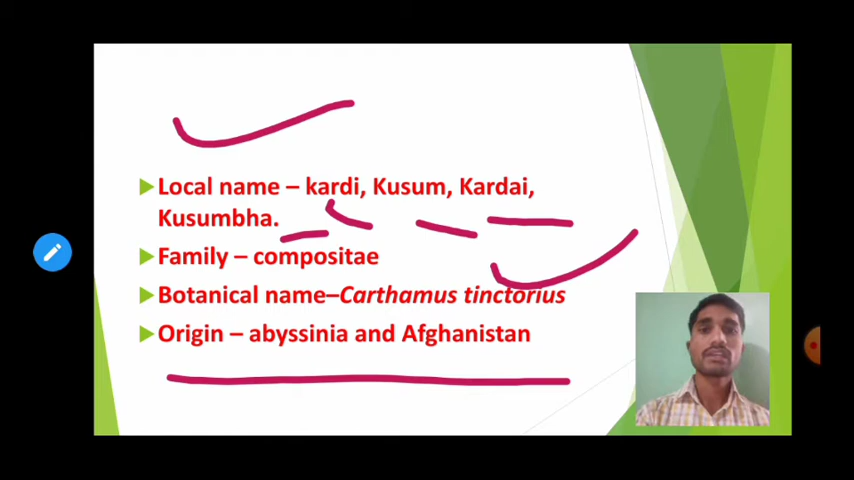 Local name – kardi, Kusum, Kardai,
Kusumbha.
Family – compositae
Botanical name–Carthamus tinctorius
Origin – abyssinia and Afghanistan